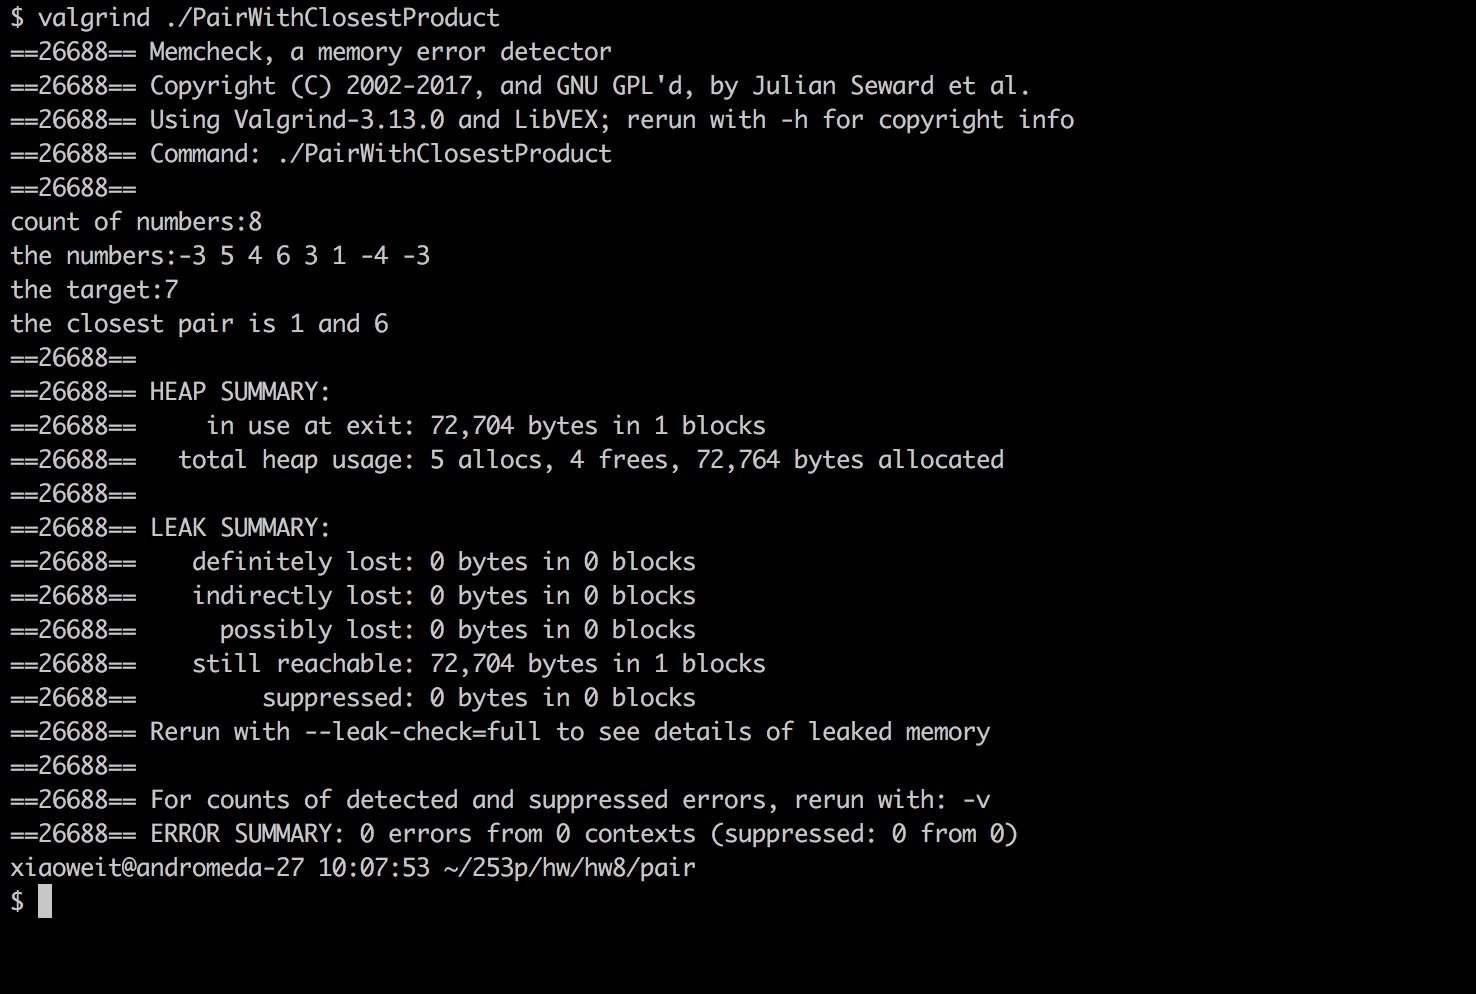 $ valgrind ./PairWithClosestProduct
==26688== Memcheck, a memory error detector
==26688== Copyright (C) 2002-2017, and GNU GPL'd, by Julian Seward et al.
==26688== Using Valgrind-3.13.0 and LibVEX; rerun with -h for copyright info
==26688== Command: ./PairWithClosestProduct
==26688==
count of numbers:8
the numbers:-3 5 4 6 3 1 -4 -3
the target:7
the closest pair is 1 and 6
==26688==
==26688== HEAP SUMMARY:
==26688==     in use at exit: 72,704 bytes in 1 blocks
==26688==   total heap usage: 5 allocs, 4 frees, 72,764 bytes allocated
==26688==
==26688== LEAK SUMMARY:
==26688==    definitely lost: 0 bytes in 0 blocks
==26688==    indirectly lost: 0 bytes in 0 blocks
==26688==      possibly lost: 0 bytes in 0 blocks
==26688==    still reachable: 72,704 bytes in 1 blocks
==26688==         suppressed: 0 bytes in 0 blocks
==26688== Rerun with --leak-check=full to see details of leaked memory
==26688==
==26688== For counts of detected and suppressed errors, rerun with: -v
==26688== ERROR SUMMARY: 0 errors from 0 contexts (suppressed: 0 from 0)
xiaoweit@andromeda-27 10:07:53 ~/253p/hw/hw8/pair
$